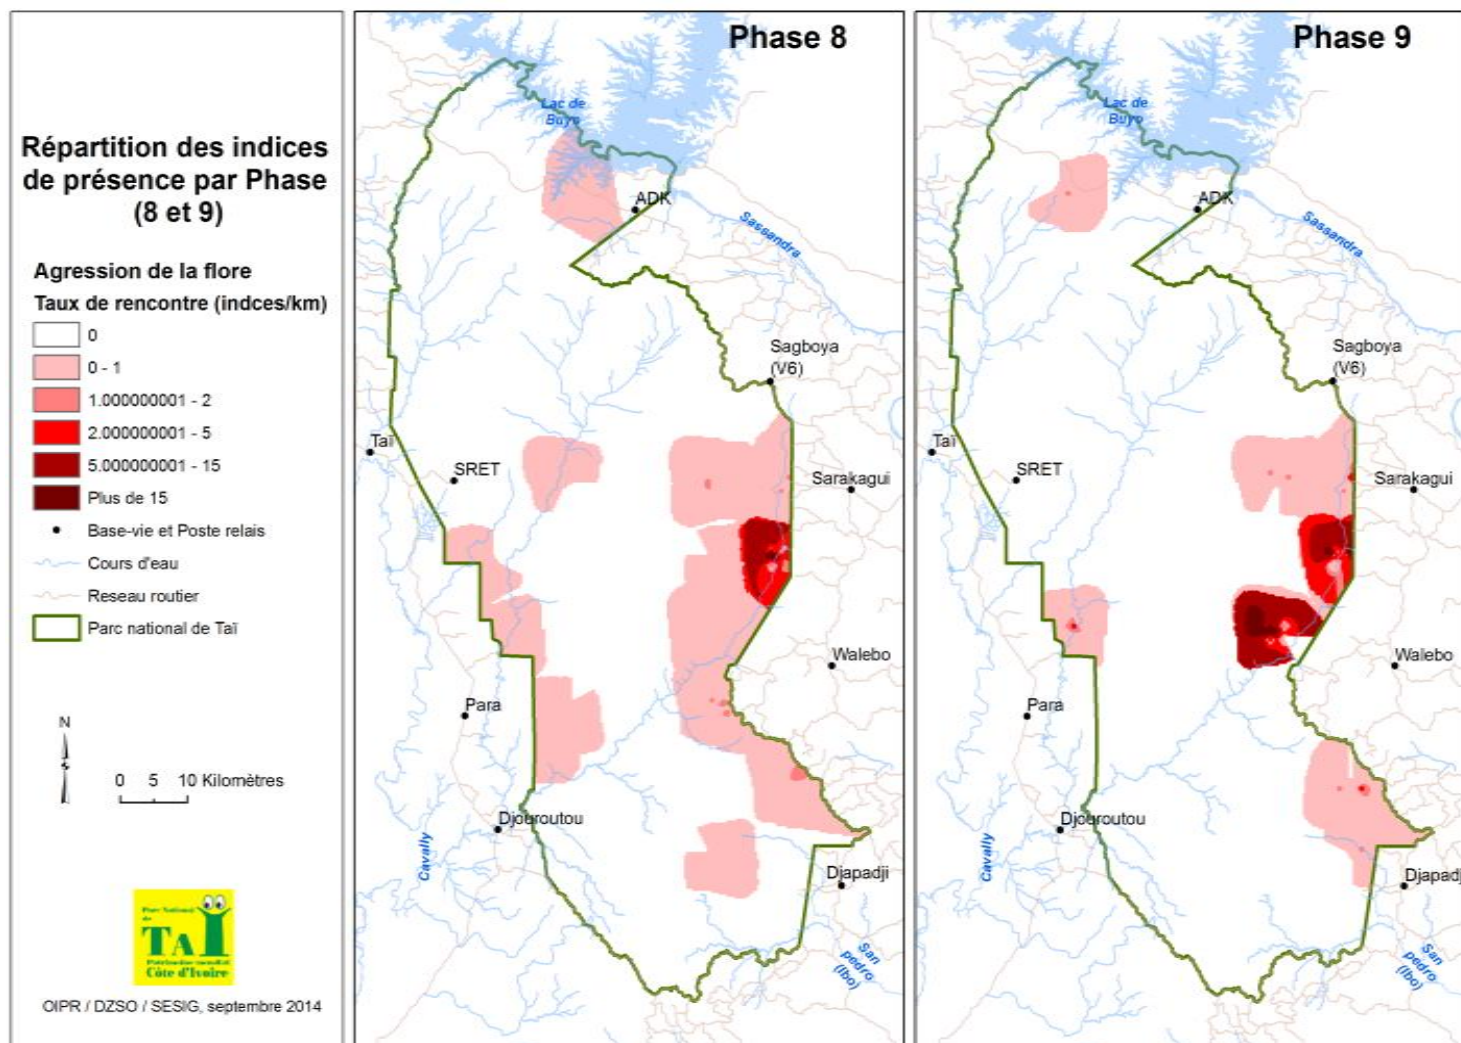 Répartition des indices
de présence par Phase
(8 et 9)
Agression de la flore
Taux de rencontre (indces/km)
0
0 - 1
1.000000001 - 2
2.000000001 - 5
5.000000001 - 15
Plus de 15
Base-vie et Poste relais
Cours d'eau
Reseau routier
Parc national de Taï
N
0 5 10 Kilomètres
Parc National
de
TAÏ
Patrimoine mondial
Côte d'Ivoire
OIPR / DZSO / SESIG, septembre 2014
Phase 8
Lac de
Buyo
ADK
Sassandra
Sagboya
(V6)
Taï
SRET
Sarakagui
Walebo
Para
Djouroutou
Cavally
Djapadji
San
pedro
(Ibo)
Phase 9
Lac de
Buyo
ADK
Sassandra
Sagboya
(V6)
Taï
SRET
Sarakagui
Walebo
Para
Djouroutou
Cavally
Djapadj
San
pedro
(Ibo)